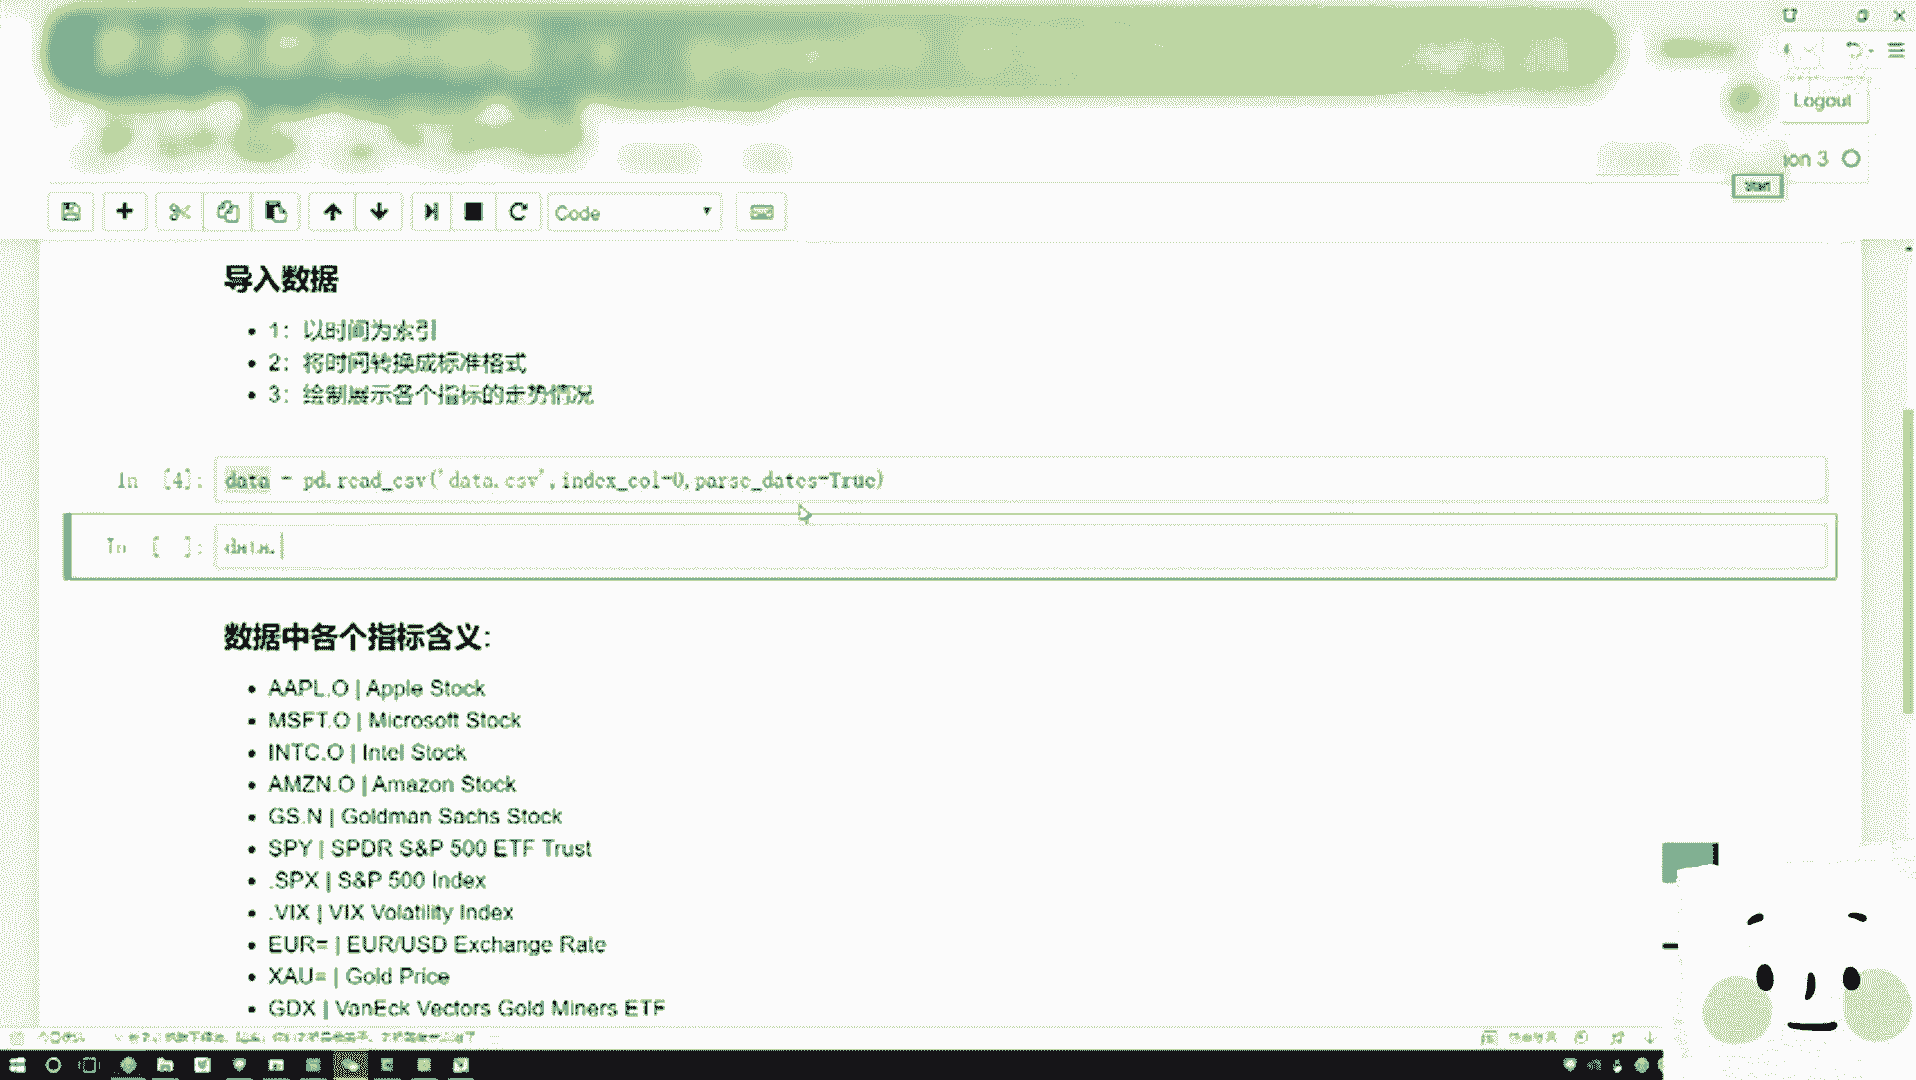 Logout
on 3
Start
Code
导入数据
1: 以时间为索引
2: 将时间转换成标准格式
3: 绘制展示各个指标的走势情况
In [4]: data = pd.read_csv('data.csv',index_col=0,parse_dates=True)
In [ ]: data.
数据中各个指标含义:
AAPL.O | Apple Stock
MSFT.O | Microsoft Stock
INTC.O | Intel Stock
AMZN.O | Amazon Stock
GS.N | Goldman Sachs Stock
SPY | SPDR S&P 500 ETF Trust
.SPX | S&P 500 Index
.VIX | VIX Volatility Index
EUR= | EUR/USD Exchange Rate
XAU= | Gold Price
GDX | VanEck Vectors Gold Miners ETF